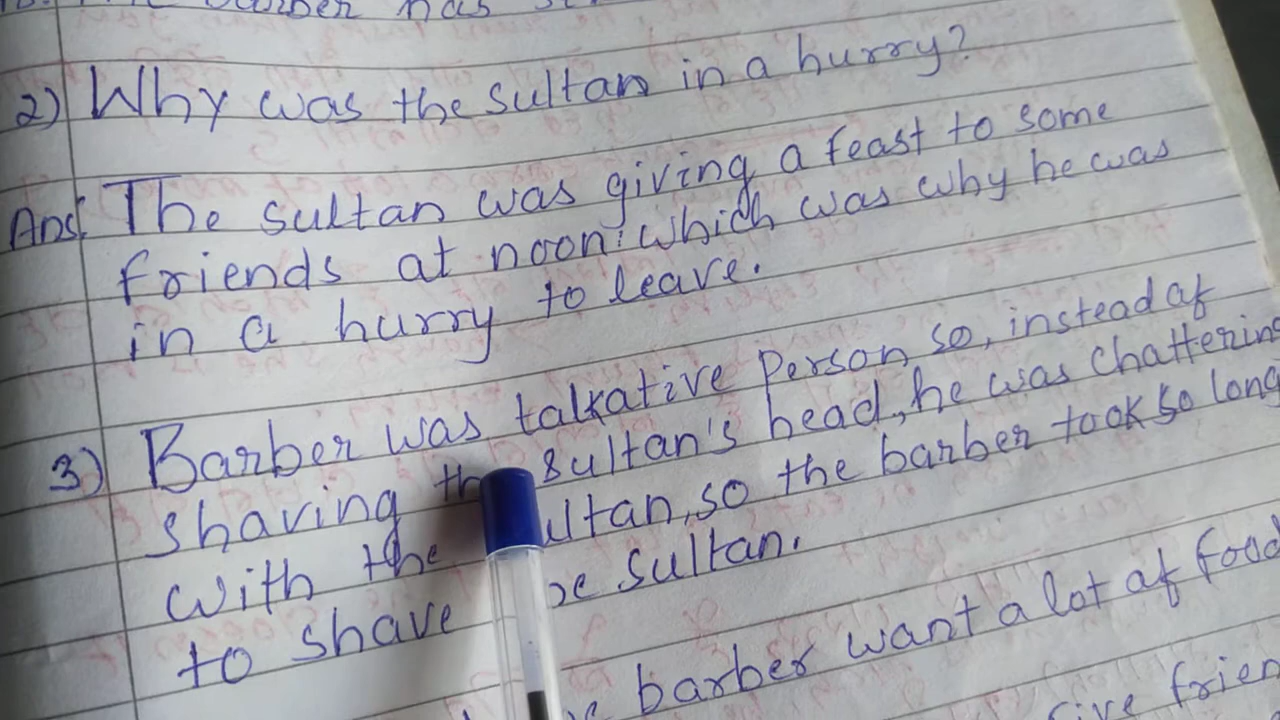 2) Why was the sultan in a hurry?
Ans: The sultan was giving a feast to some
friends at noon. which was why he was
in a hurry to leave.
3) Barber was talkative Person, so, instead of
shaving sultan's head, he was chattering
with the so the barber took so long
to shave sultan.
barber want a lot of food